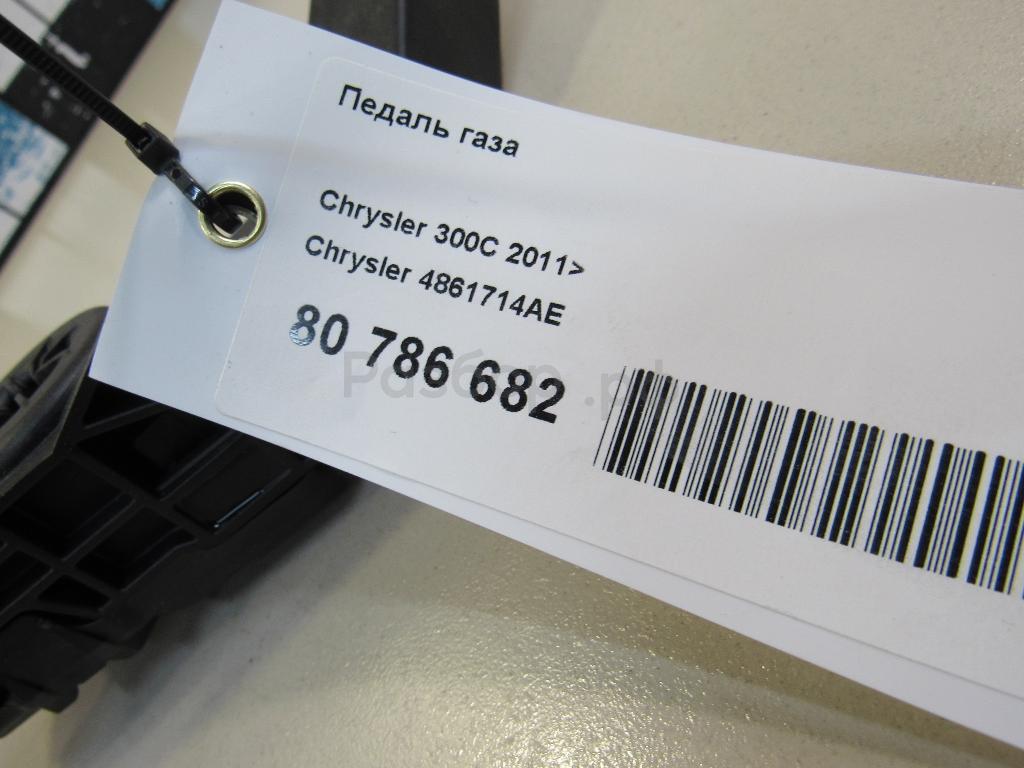 Педаль газа
Chrysler 300C 2011>
Chrysler 4861714AE
80 786 682